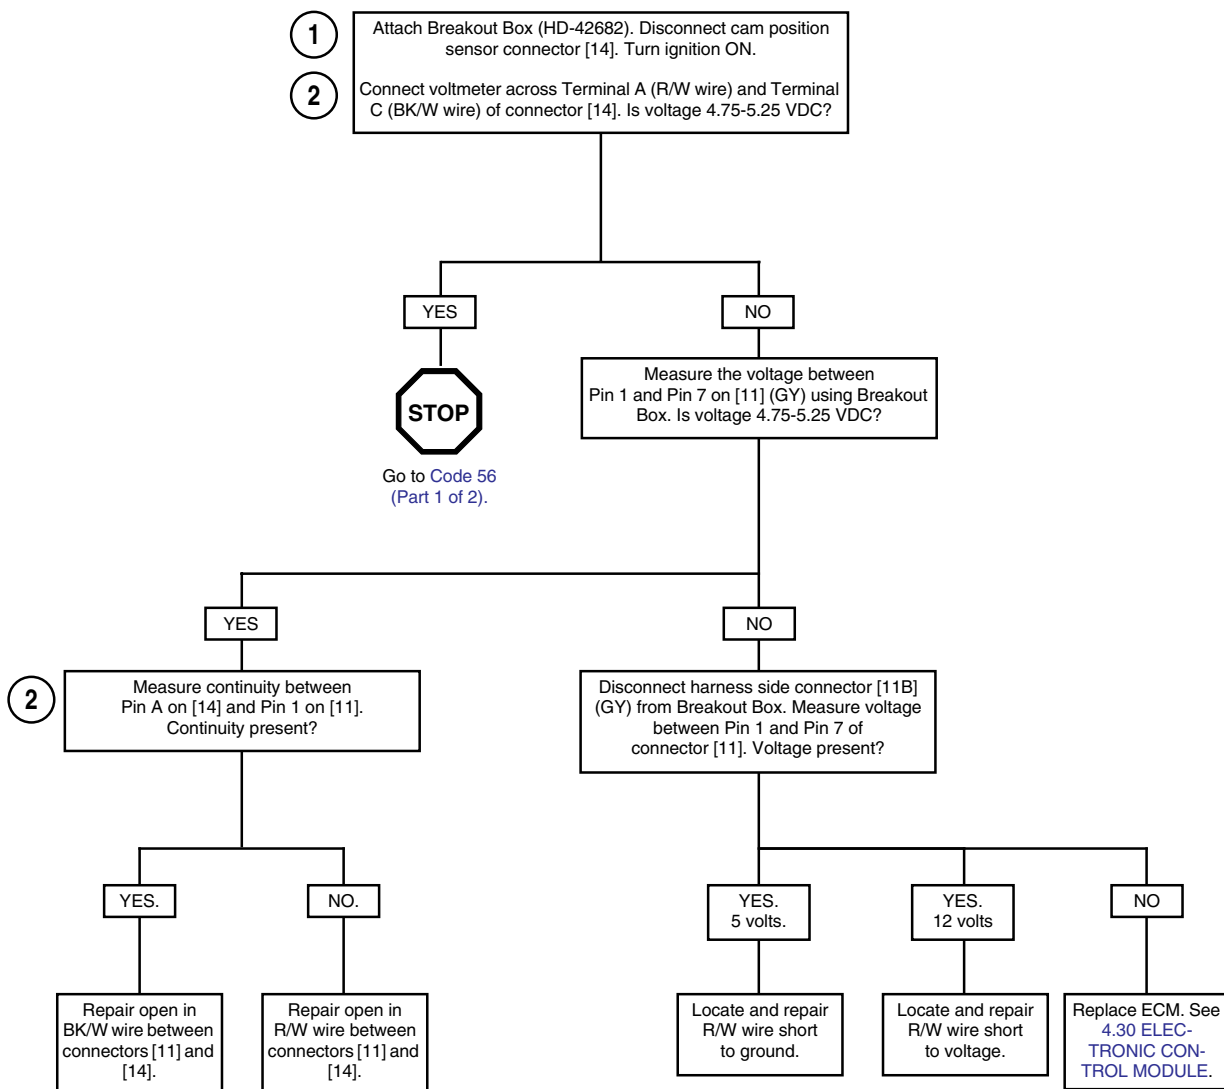 1
Attach Breakout Box (HD-42682). Disconnect cam position
sensor connector [14]. Turn ignition ON.
2
Connect voltmeter across Terminal A (R/W wire) and Terminal
C (BK/W wire) of connector [14]. Is voltage 4.75-5.25 VDC?
YES
NO
STOP
Go to Code 56
(Part 1 of 2).
Measure the voltage between
Pin 1 and Pin 7 on [11] (GY) using Breakout
Box. Is voltage 4.75-5.25 VDC?
YES
NO
2
Measure continuity between
Pin A on [14] and Pin 1 on [11].
Continuity present?
Disconnect harness side connector [11B]
(GY) from Breakout Box. Measure voltage
between Pin 1 and Pin 7 of
connector [11]. Voltage present?
YES.
NO.
YES.
5 volts.
YES.
12 volts
NO
Repair open in
BK/W wire between
connectors [11] and
[14].
Repair open in
R/W wire between
connectors [11] and
[14].
Locate and repair
R/W wire short
to ground.
Locate and repair
R/W wire short
to voltage.
Replace ECM. See
4.30 ELEC-
TRONIC CON-
TROL MODULE.